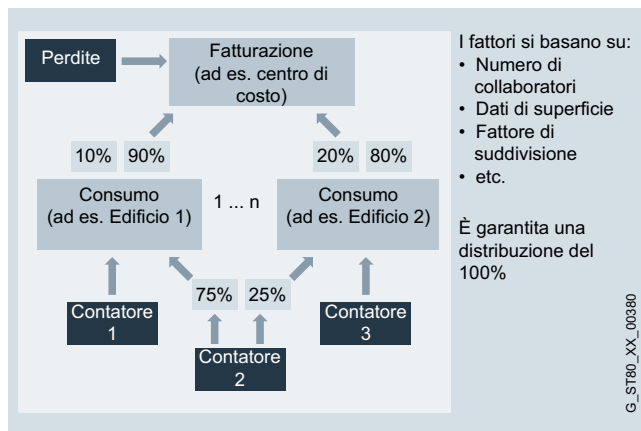 Perdite
Fatturazione
(ad es. centro di
costo)
10%
90%
20%
80%
Consumo
(ad es. Edificio 1)
1 ... n
Consumo
(ad es. Edificio 2)
75%
25%
Contatore
1
Contatore
2
Contatore
3
I fattori si basano su:
• Numero di
collaboratori
• Dati di superficie
• Fattore di
suddivisione
• etc.
È garantita una
distribuzione del
100%
G_ST80_XX_00380